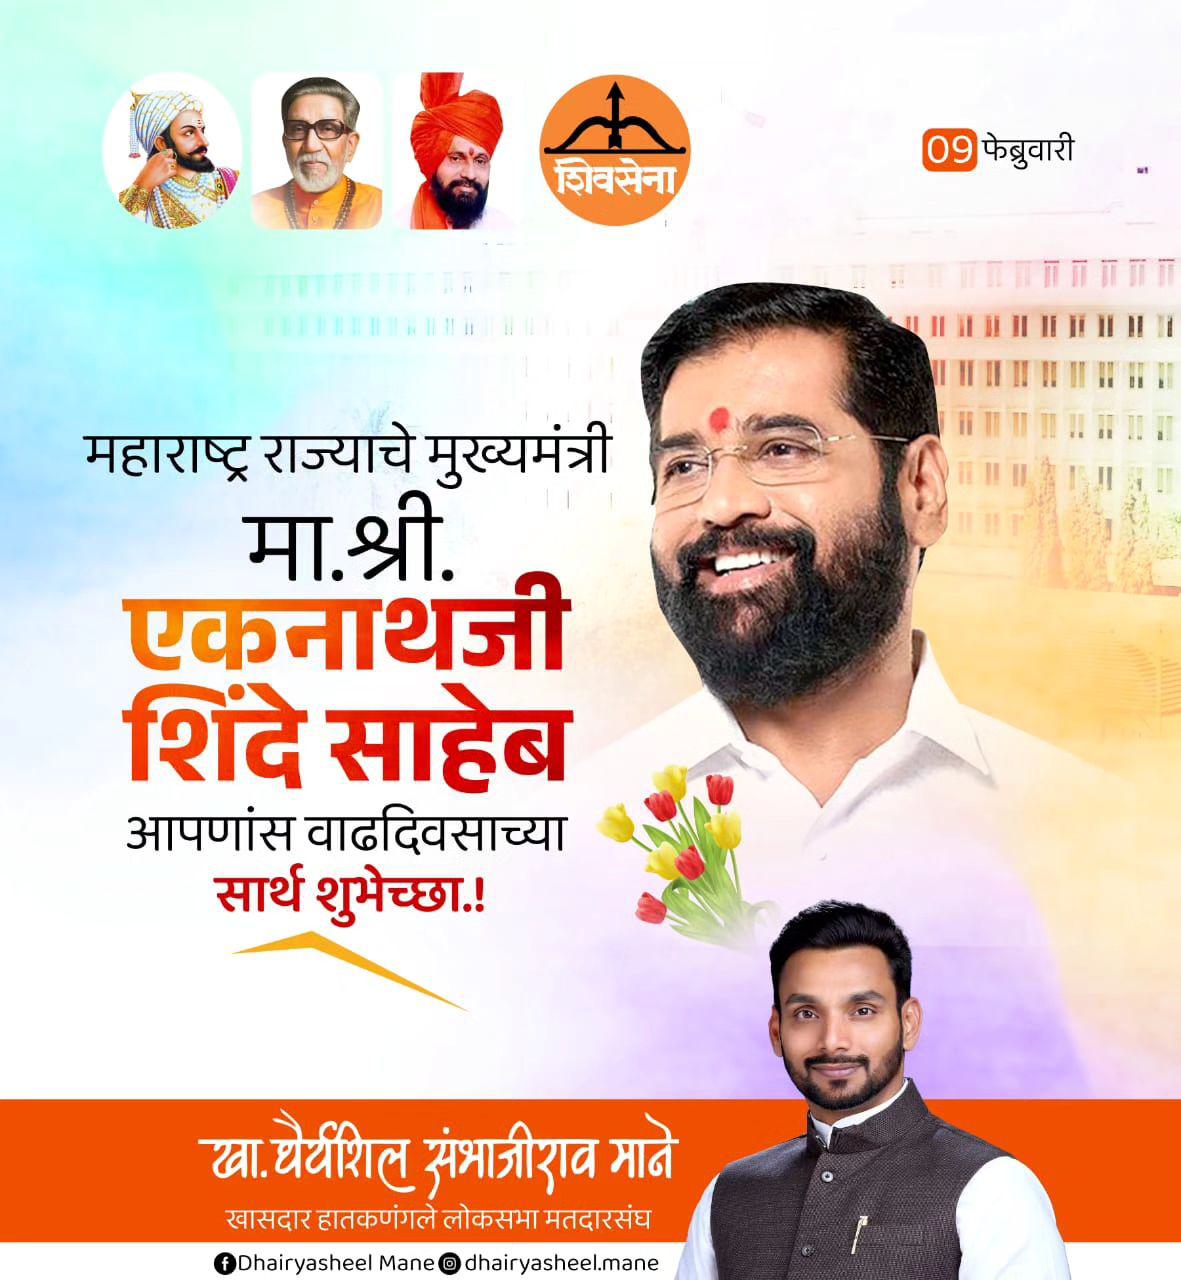 शिवसेना
09 फेब्रुवारी
महाराष्ट्र राज्याचे मुख्यमंत्री
मा.श्री.
एकनाथजी
शिंदे साहेब
आपणांस वाढदिवसाच्या
सार्थ शुभेच्छा.!
खा.धैर्यशिल संभाजीराव माने
खासदार हातकणंगले लोकसभा मतदारसंघ
Dhairyasheel Mane dhairyasheel.mane